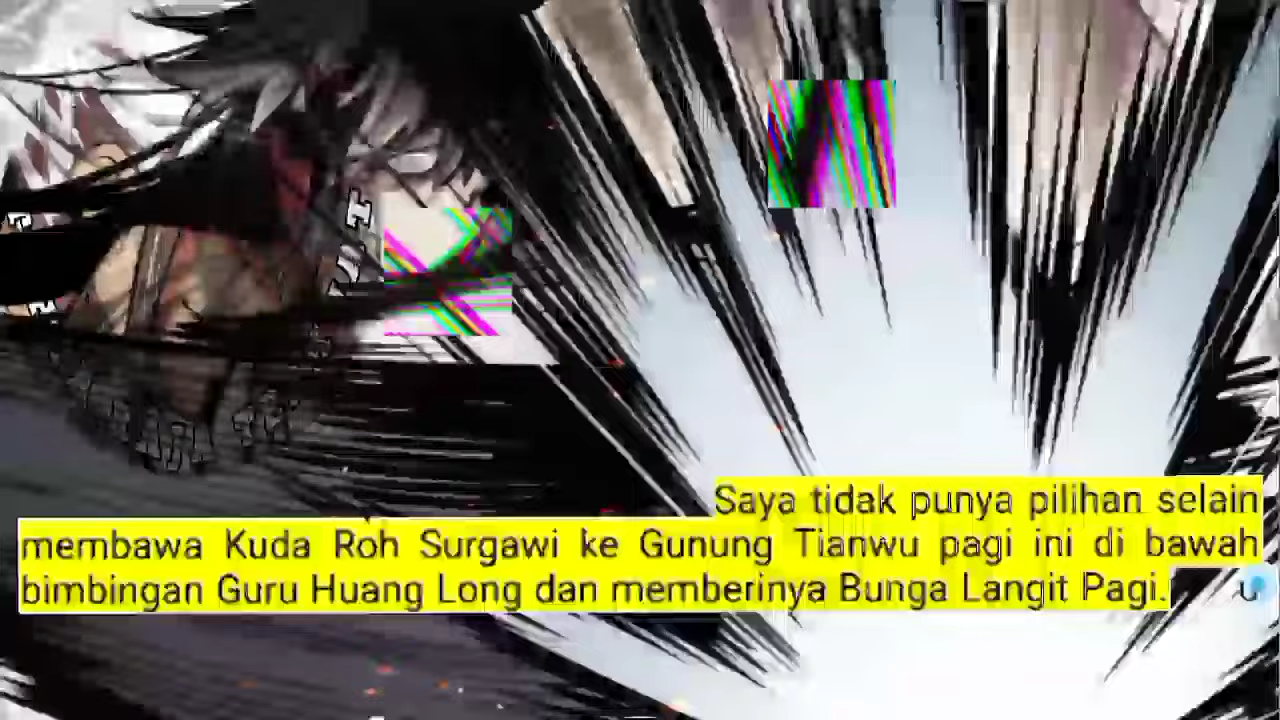 Saya tidak punya pilihan selain
membawa Kuda Roh Surgawi ke Gunung Tianwu pagi ini di bawah
bimbingan Guru Huang Long dan memberinya Bunga Langit Pagi.